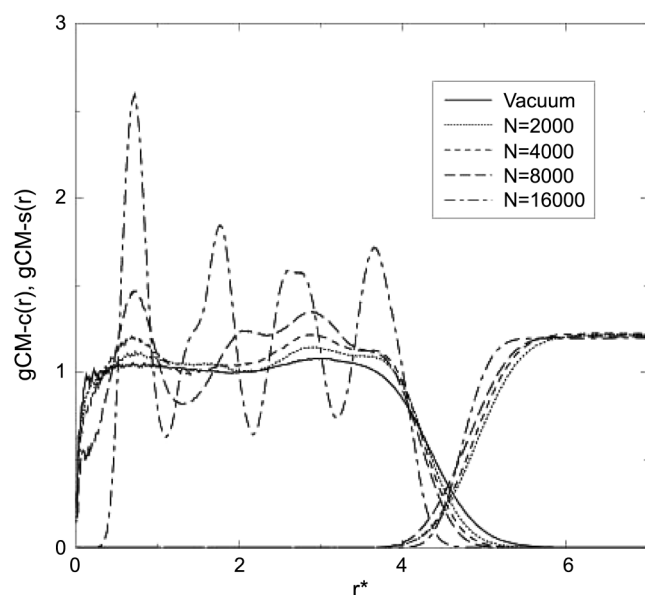 3
2
1
0
gCM-c(r), gCM-s(r)
Vacuum
N=2000
N=4000
N=8000
N=16000
0
2
4
6
r*